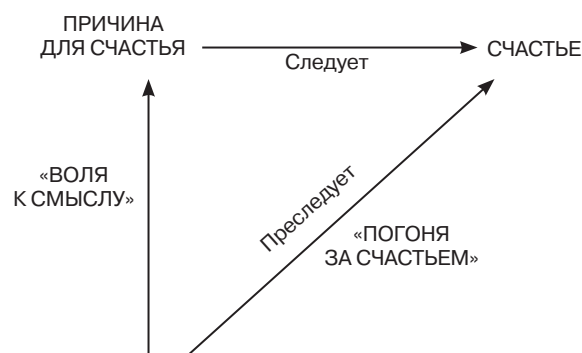 ПРИЧИНА
ДЛЯ СЧАСТЬЯ
Следует
СЧАСТЬЕ
«ВОЛЯ
К СМЫСЛУ»
Преследует
«ПОГОНЯ
ЗА СЧАСТЬЕМ»